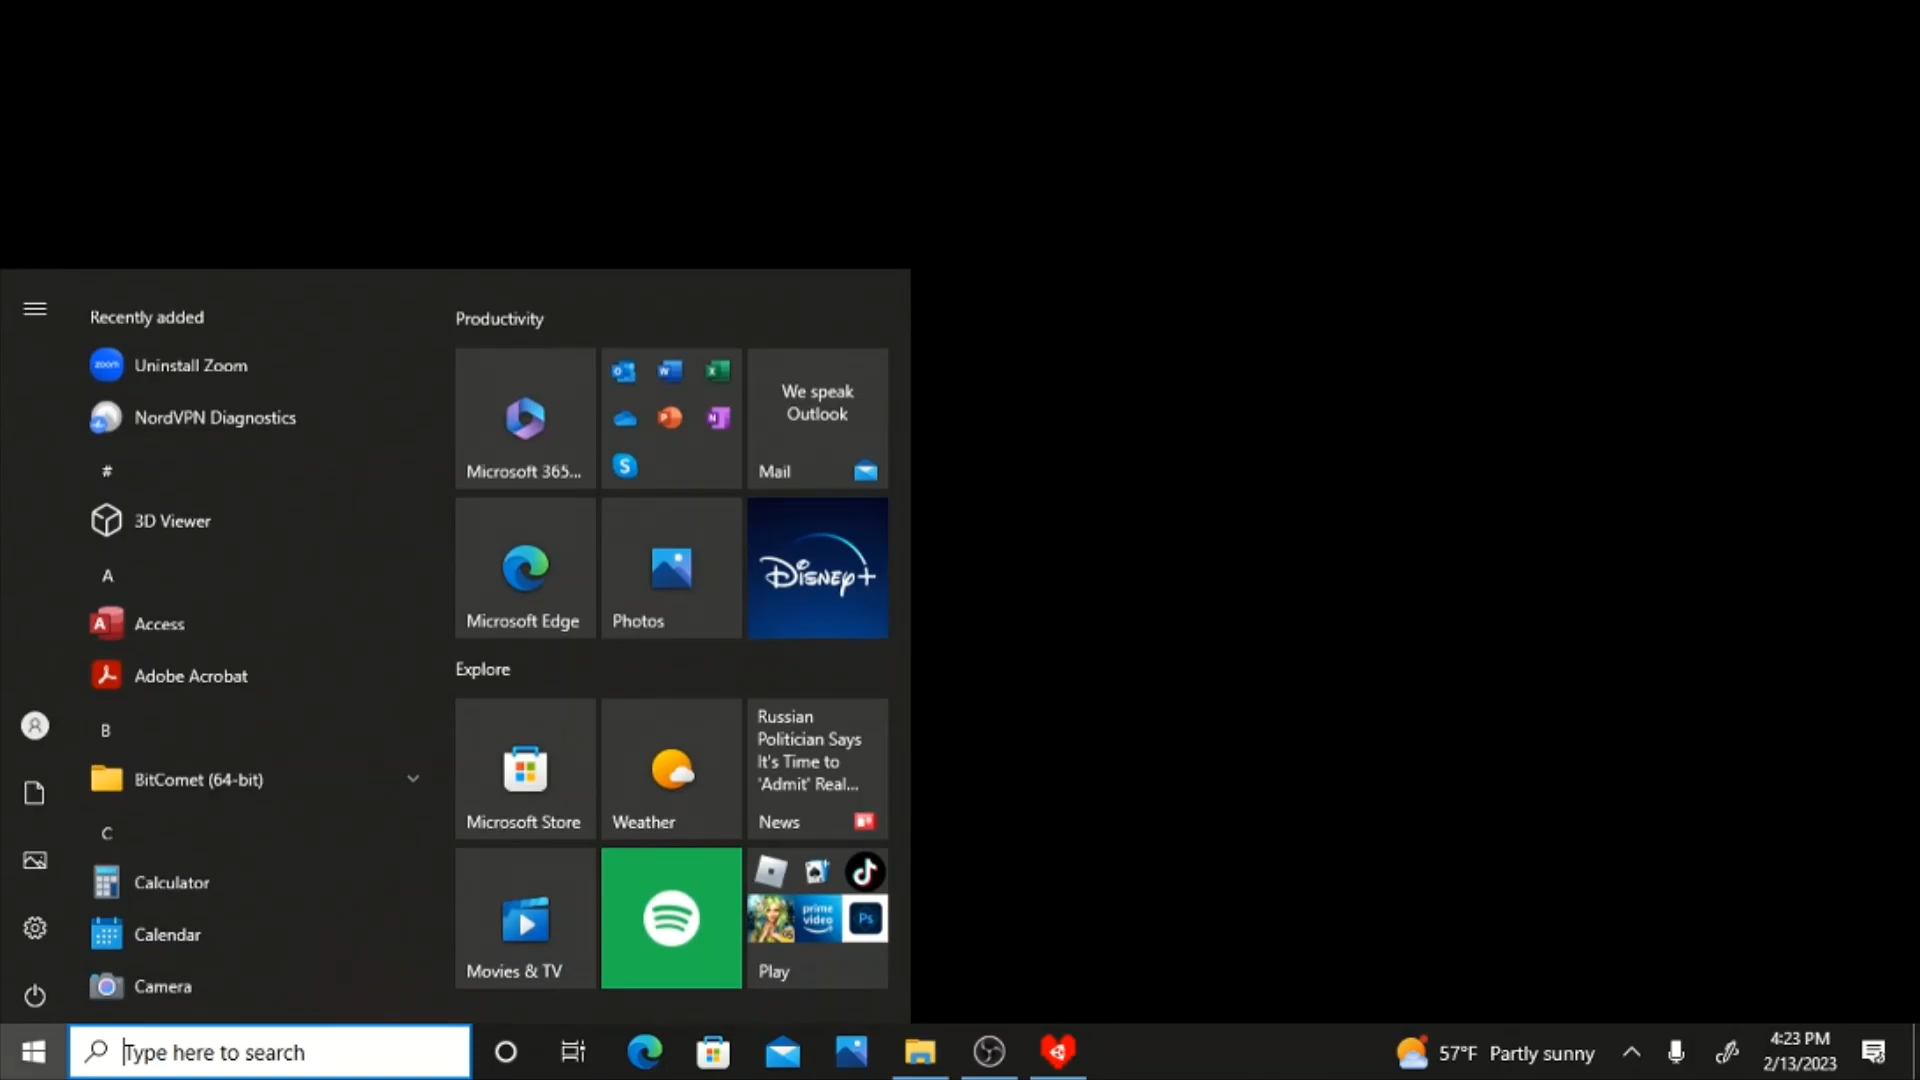 Recently added
zoom
Uninstall Zoom
NordVPN Diagnostics
#
3D Viewer
A
A
Access
Adobe Acrobat
B
BitComet (64-bit)
C
Calculator
Calendar
Camera
Productivity
Microsoft 365...
O
W
X
P
N
S
We speak
Outlook
Mail
Microsoft Edge
Photos
Disney+
Explore
Microsoft Store
Weather
Russian
Politician Says
It's Time to
'Admit' Real...
News
Movies & TV
prime
video
Ps
Play
Type here to search
57°F Partly sunny
4:23 PM
2/13/2023